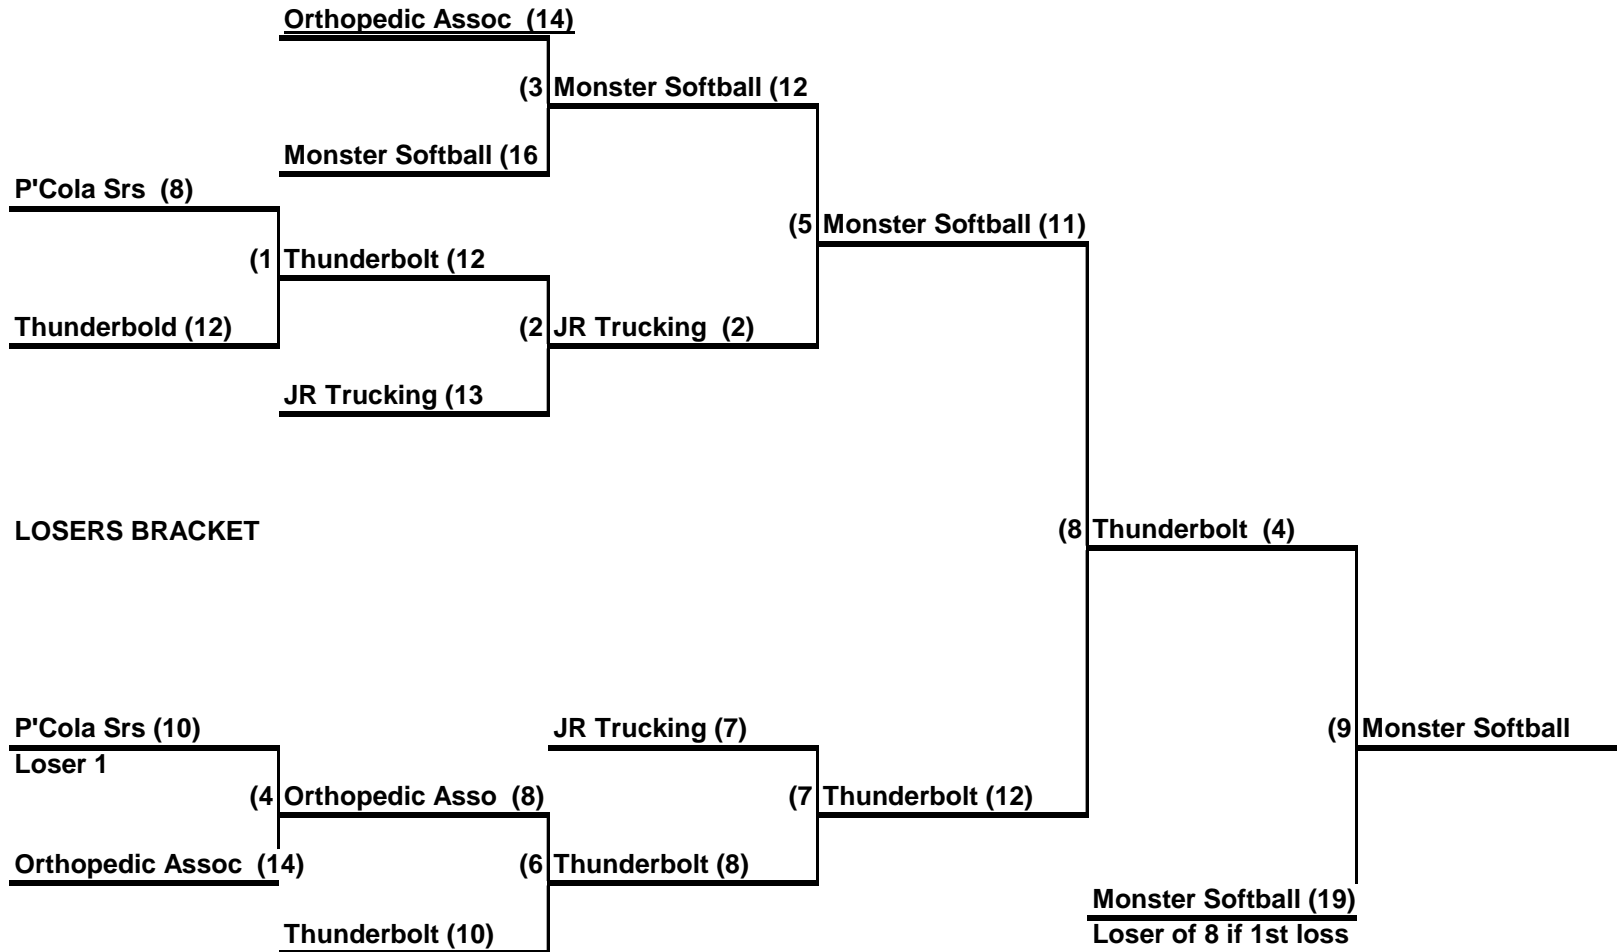 Orthopedic Assoc  (14)
(3 Monster Softball (12
Monster Softball (16
P'Cola Srs  (8)
(5 Monster Softball (11)
(1 Thunderbolt (12
Thunderbold (12)
(2 JR Trucking  (2)
JR Trucking (13
LOSERS BRACKET
(8 Thunderbolt  (4)
P'Cola Srs (10)
JR Trucking (7)
(9 Monster Softball
Loser 1
(4 Orthopedic Asso  (8)
(7 Thunderbolt (12)
Orthopedic Assoc  (14)
(6 Thunderbolt (8)
Monster Softball (19)
Thunderbolt (10)
Loser of 8 if 1st loss